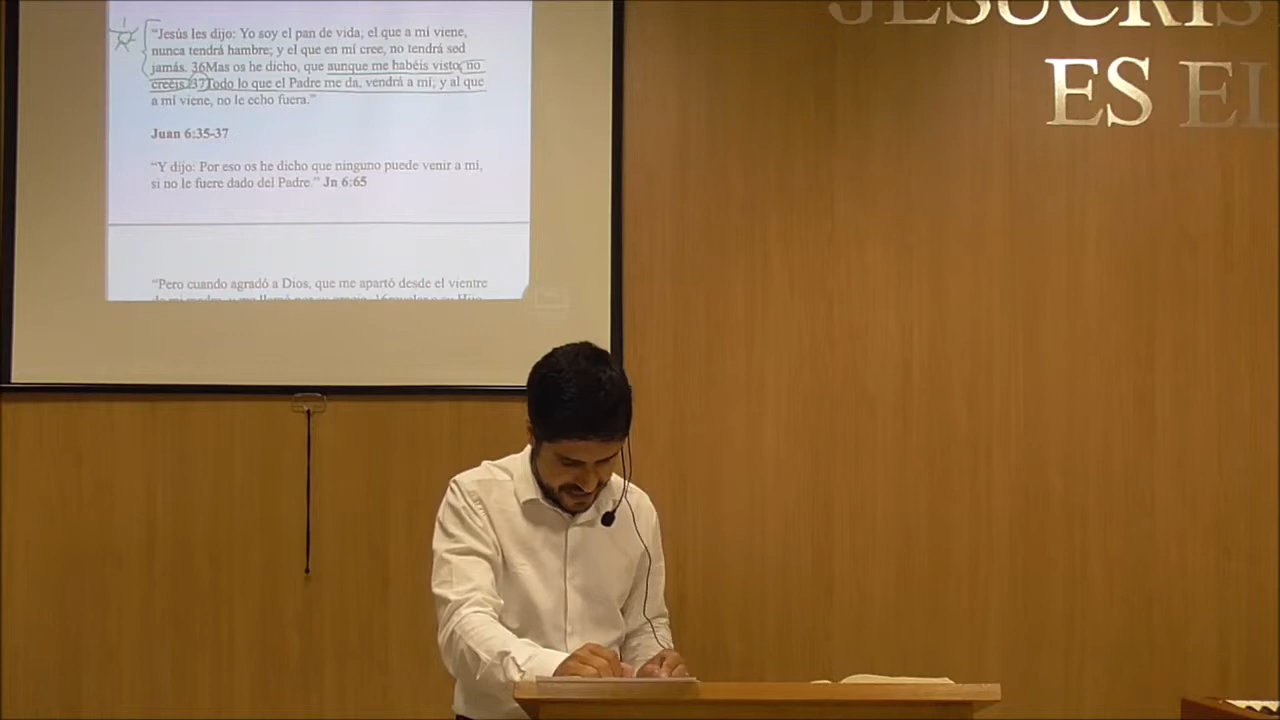 "Jesús les dijo: Yo soy el pan de vida; el que a mí viene,
nunca tendrá hambre; y el que en mí cree, no tendrá sed
jamás. 36Mas os he dicho, que aunque me habéis visto, no
creéis. 37Todo lo que el Padre me da, vendrá a mí; y al que
a mí viene, no le echo fuera."
Juan 6:35-37
"Y dijo: Por eso os he dicho que ninguno puede venir a mí,
si no le fuere dado del Padre." Jn 6:65
"Pero cuando agradó a Dios, que me apartó desde el vientre
JESUCRIS
ES EL